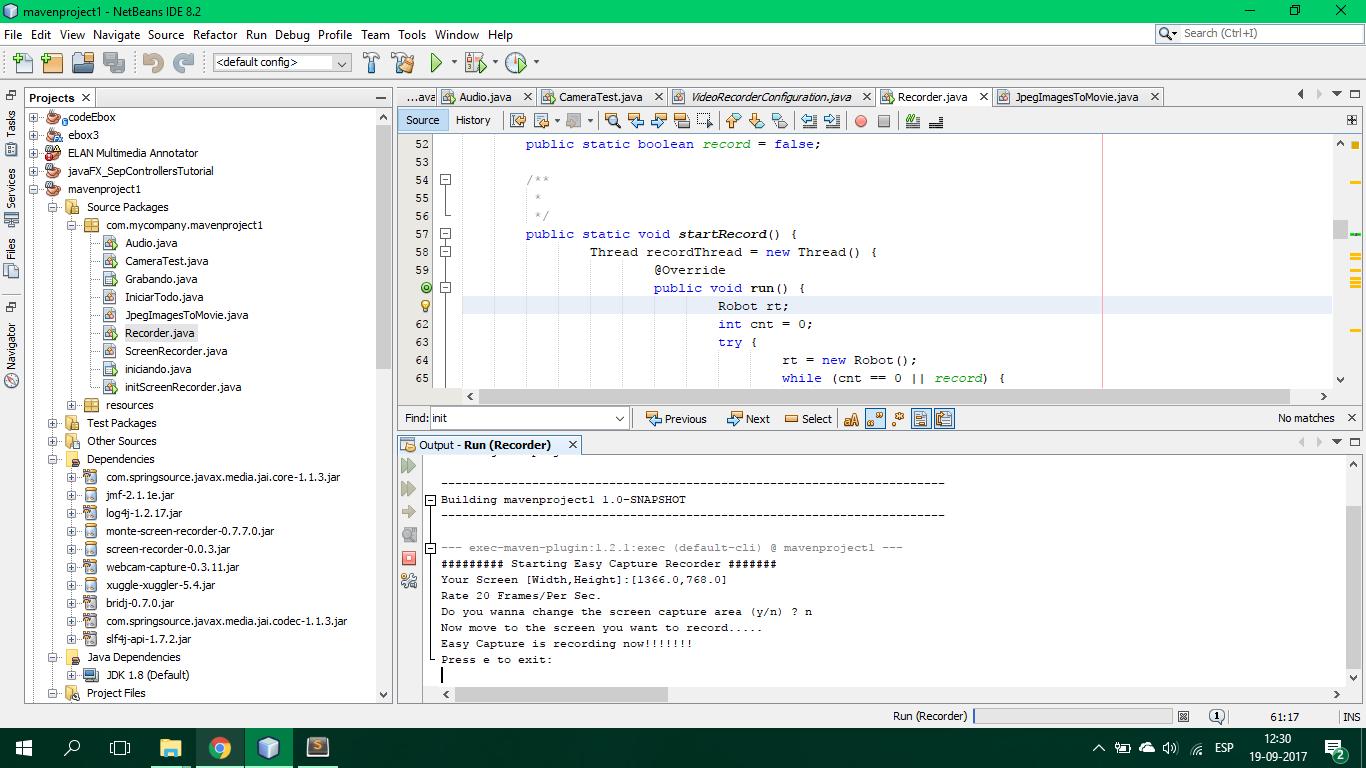 mavenproject1 - NetBeans IDE 8.2
File Edit View Navigate Source Refactor Run Debug Profile Team Tools Window Help
Search (Ctrl+I)
<default config>
Projects
Tasks
Services
Files
Navigator
codeEbox
ebox3
ELAN Multimedia Annotator
javaFX_SepControllersTutorial
mavenproject1
Source Packages
com.mycompany.mavenproject1
Audio.java
CameraTest.java
Grabando.java
IniciarTodo.java
JpegImagesToMovie.java
Recorder.java
ScreenRecorder.java
iniciando.java
initScreenRecorder.java
resources
Test Packages
Other Sources
Dependencies
com.springsource.javax.media.jai.core-1.1.3.jar
jmf-2.1.1e.jar
log4j-1.2.17.jar
monte-screen-recorder-0.7.7.0.jar
screen-recorder-0.0.3.jar
webcam-capture-0.3.11.jar
xuggle-xuggler-5.4.jar
bridj-0.7.0.jar
com.springsource.javax.media.jai.codec-1.1.3.jar
slf4j-api-1.7.2.jar
Java Dependencies
JDK 1.8 (Default)
Project Files
...ava Audio.java CameraTest.java VideoRecorderConfiguration.java Recorder.java JpegImagesToMovie.java
Source History
52 public static boolean record = false;
53
54 /**
55 *
56 */
57 public static void startRecord() {
58 Thread recordThread = new Thread() {
59 @Override
public void run() {
Robot rt;
62 int cnt = 0;
63 try {
64 rt = new Robot();
65 while (cnt == 0 || record) {
Find: init Previous Next Select aA No matches
Output - Run (Recorder)
------------------------------------------------------------------------
Building mavenproject1 1.0-SNAPSHOT
------------------------------------------------------------------------
--- exec-maven-plugin:1.2.1:exec (default-cli) @ mavenproject1 ---
######### Starting Easy Capture Recorder #######
Your Screen [Width,Height]:[1366.0,768.0]
Rate 20 Frames/Per Sec.
Do you wanna change the screen capture area (y/n) ? n
Now move to the screen you want to record.....
Easy Capture is recording now!!!!!!!
Press e to exit:
Run (Recorder) 1 61:17 INS
ESP
12:30
19-09-2017
2